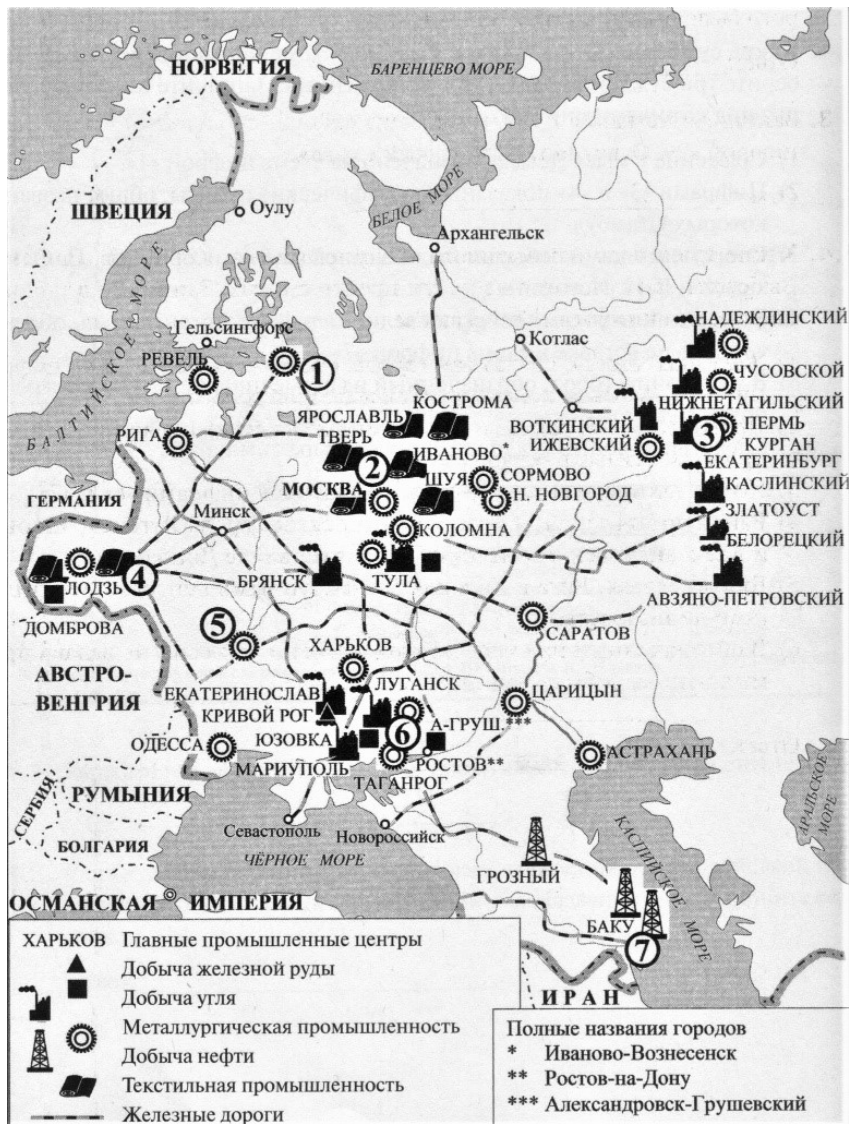 НОРВЕГИЯ
БАРЕНЦЕВО МОРЕ
ШВЕЦИЯ
Оулу
БЕЛОЕ МОРЕ
Архангельск
БАЛТИЙСКОЕ МОРЕ
Гельсингфорс
РЕВЕЛЬ
1
Котлас
НАДЕЖДИНСКИЙ
ЧУСОВСКОЙ
НИЖНЕТАГИЛЬСКИЙ
КОСТРОМА
ЯРОСЛАВЛЬ
ТВЕРЬ
РИГА
ВОТКИНСКИЙ
ИЖЕВСКИЙ
3
ПЕРМЬ
КУРГАН
ИВАНОВО*
2
ШУЯ
СОРМОВО
Н. НОВГОРОД
ЕКАТЕРИНБУРГ
КАСЛИНСКИЙ
ЗЛАТОУСТ
БЕЛОРЕЦКИЙ
ГЕРМАНИЯ
Минск
МОСКВА
КОЛОМНА
ЛОДЗЬ
4
БРЯНСК
ТУЛА
АВЗЯНО-ПЕТРОВСКИЙ
ДОМБРОВА
5
САРАТОВ
ХАРЬКОВ
АВСТРО-
ВЕНГРИЯ
ЕКАТЕРИНОСЛАВ
ЛУГАНСК
ЦАРИЦЫН
КРИВОЙ РОГ
А-ГРУШ.***
6
ОДЕССА
ЮЗОВКА
РОСТОВ**
АСТРАХАНЬ
МАРИУПОЛЬ
ТАГАНРОГ
РУМЫНИЯ
СЕРБИЯ
БОЛГАРИЯ
Севастополь
Новороссийск
ЧЁРНОЕ МОРЕ
КАСПИЙСКОЕ МОРЕ
АРАЛЬСКОЕ МОРЕ
ГРОЗНЫЙ
ОСМАНСКАЯ ИМПЕРИЯ
БАКУ
7
ИРАН
ХАРЬКОВ Главные промышленные центры
Добыча железной руды
Добыча угля
Металлургическая промышленность
Добыча нефти
Текстильная промышленность
Железные дороги
Полные названия городов
* Иваново-Вознесенск
** Ростов-на-Дону
*** Александровск-Грушевский